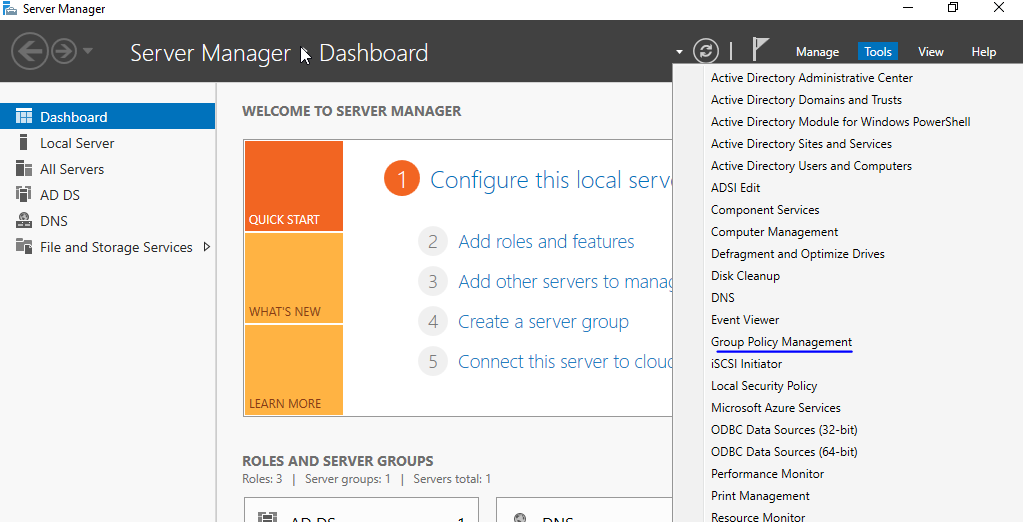 Server Manager
Server Manager Dashboard
Manage Tools View Help
Dashboard
Local Server
All Servers
AD DS
DNS
File and Storage Services
WELCOME TO SERVER MANAGER
QUICK START
WHAT'S NEW
LEARN MORE
1 Configure this local serve
2 Add roles and features
3 Add other servers to manag
4 Create a server group
5 Connect this server to cloud
ROLES AND SERVER GROUPS
Roles: 3 | Server groups: 1 | Servers total: 1
AD DS 1
DNS
Active Directory Administrative Center
Active Directory Domains and Trusts
Active Directory Module for Windows PowerShell
Active Directory Sites and Services
Active Directory Users and Computers
ADSI Edit
Component Services
Computer Management
Defragment and Optimize Drives
Disk Cleanup
DNS
Event Viewer
Group Policy Management
iSCSI Initiator
Local Security Policy
Microsoft Azure Services
ODBC Data Sources (32-bit)
ODBC Data Sources (64-bit)
Performance Monitor
Print Management
Resource Monitor